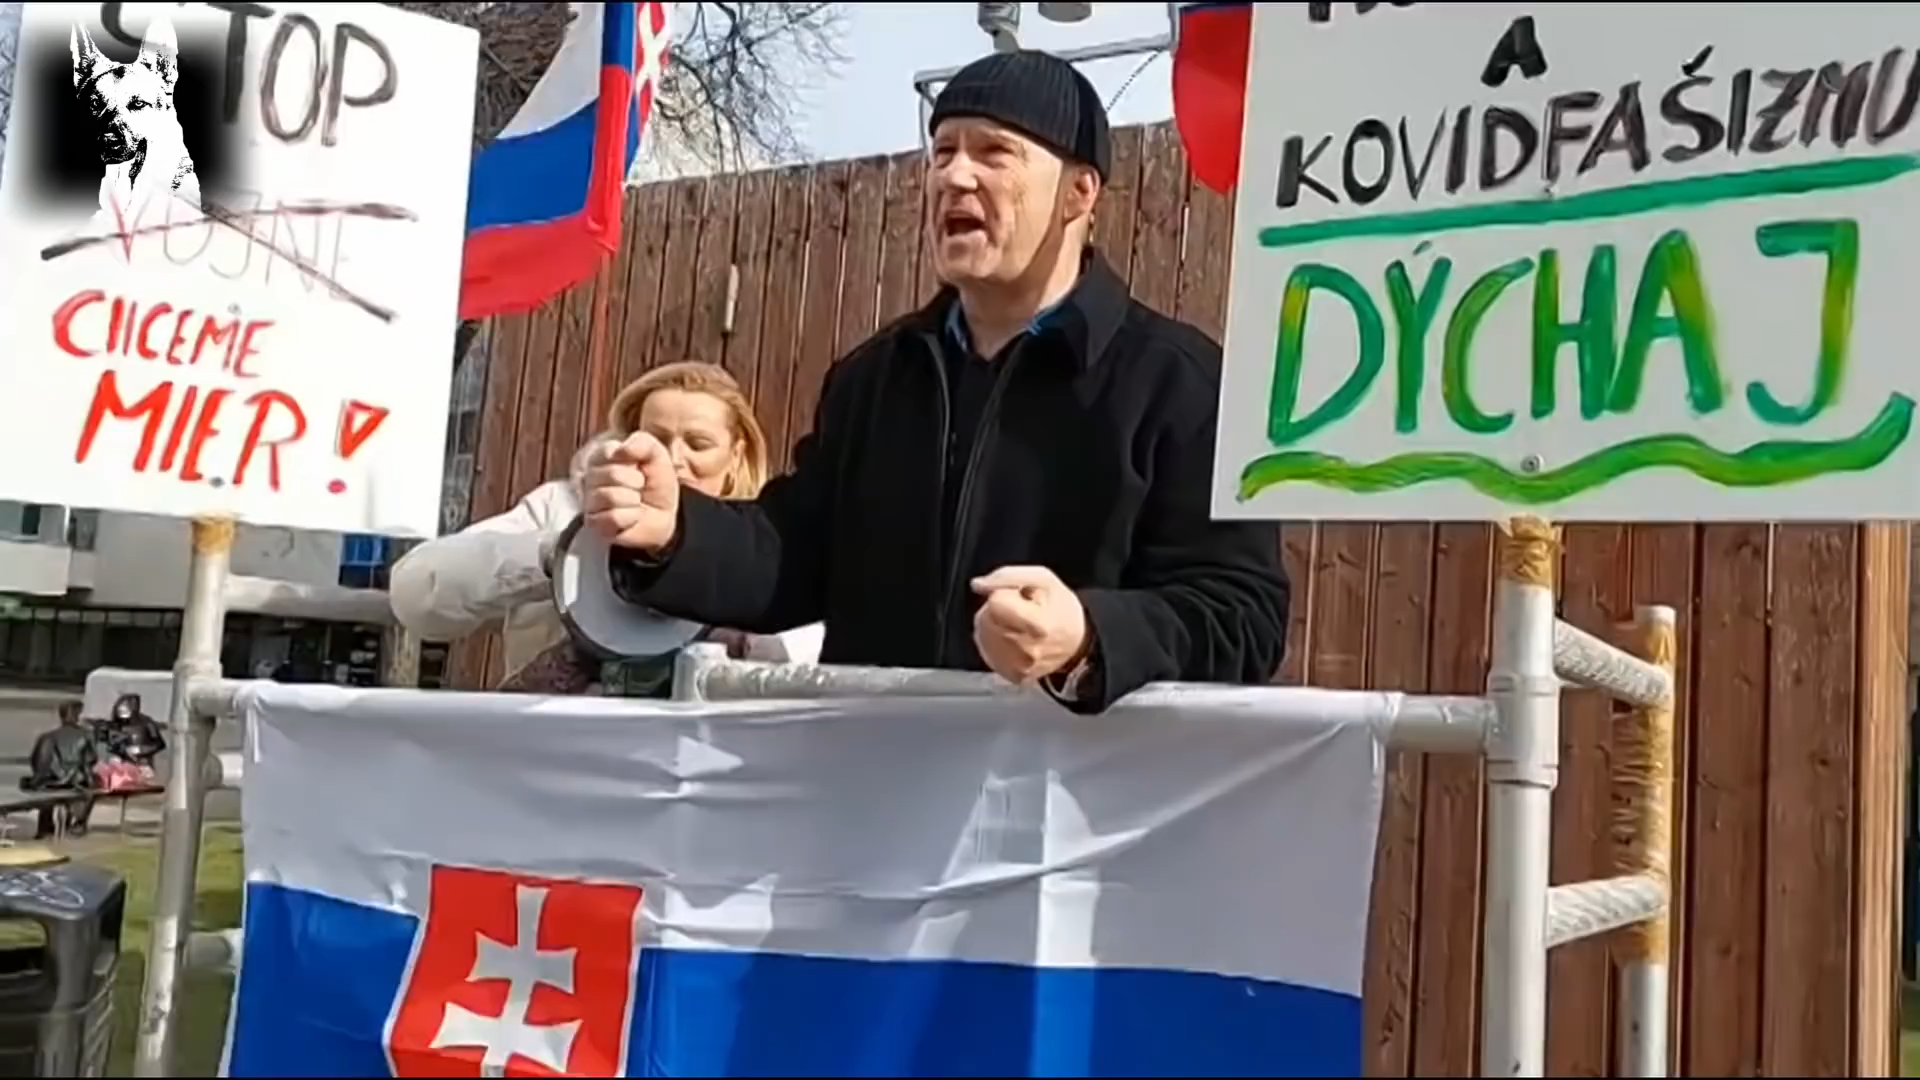 STOP
VOJNE
CHCEME
MIER!
A
KOVIDFAŠIZMU
DÝCHAJ